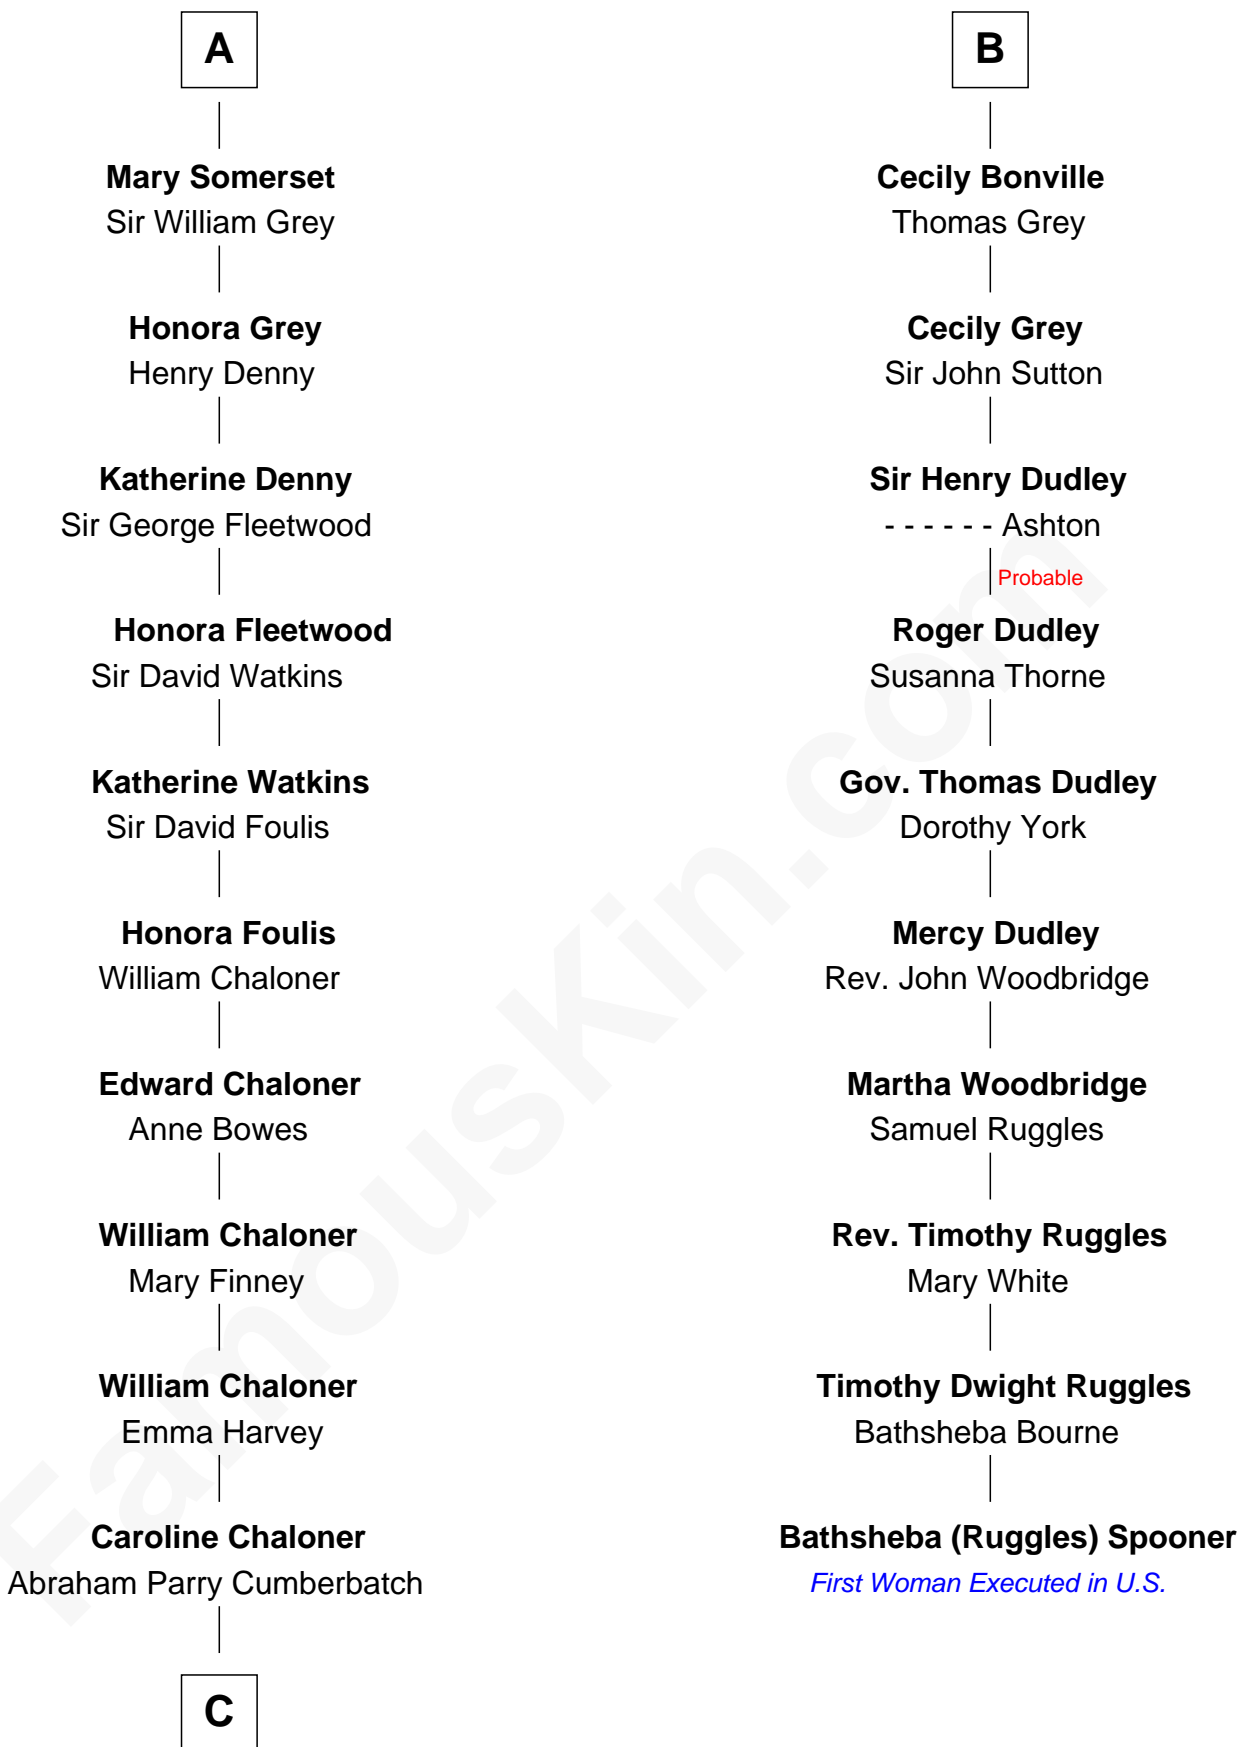 A
Mary Somerset
Sir William Grey
Honora Grey
Henry Denny
Katherine Denny
Sir George Fleetwood
Honora Fleetwood
Sir David Watkins
Katherine Watkins
Sir David Foulis
Honora Foulis
William Chaloner
Edward Chaloner
Anne Bowes
William Chaloner
Mary Finney
William Chaloner
Emma Harvey
Caroline Chaloner
Abraham Parry Cumberbatch
C
B
Cecily Bonville
Thomas Grey
Cecily Grey
Sir John Sutton
Sir Henry Dudley
- - - - - - Ashton
Probable
Roger Dudley
Susanna Thorne
Gov. Thomas Dudley
Dorothy York
Mercy Dudley
Rev. John Woodbridge
Martha Woodbridge
Samuel Ruggles
Rev. Timothy Ruggles
Mary White
Timothy Dwight Ruggles
Bathsheba Bourne
Bathsheba (Ruggles) Spooner
First Woman Executed in U.S.
FamousKin.com